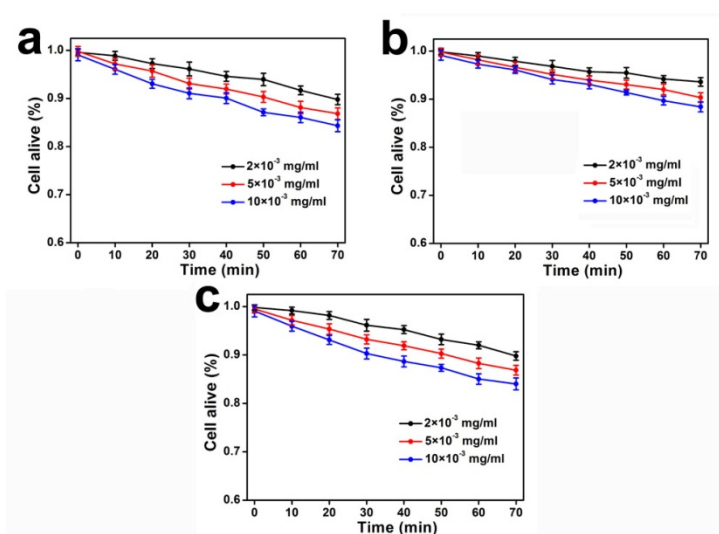 a
1.0
0.9
0.8
0.7
0.6
Cell alive (%)
2×10⁻³ mg/ml
5×10⁻³ mg/ml
10×10⁻³ mg/ml
0 10 20 30 40 50 60 70
Time (min)
b
1.0
0.9
0.8
0.7
0.6
Cell alive (%)
2×10⁻³ mg/ml
5×10⁻³ mg/ml
10×10⁻³ mg/ml
0 10 20 30 40 50 60 70
Time (min)
c
1.0
0.9
0.8
0.7
0.6
Cell alive (%)
2×10⁻³ mg/ml
5×10⁻³ mg/ml
10×10⁻³ mg/ml
0 10 20 30 40 50 60 70
Time (min)